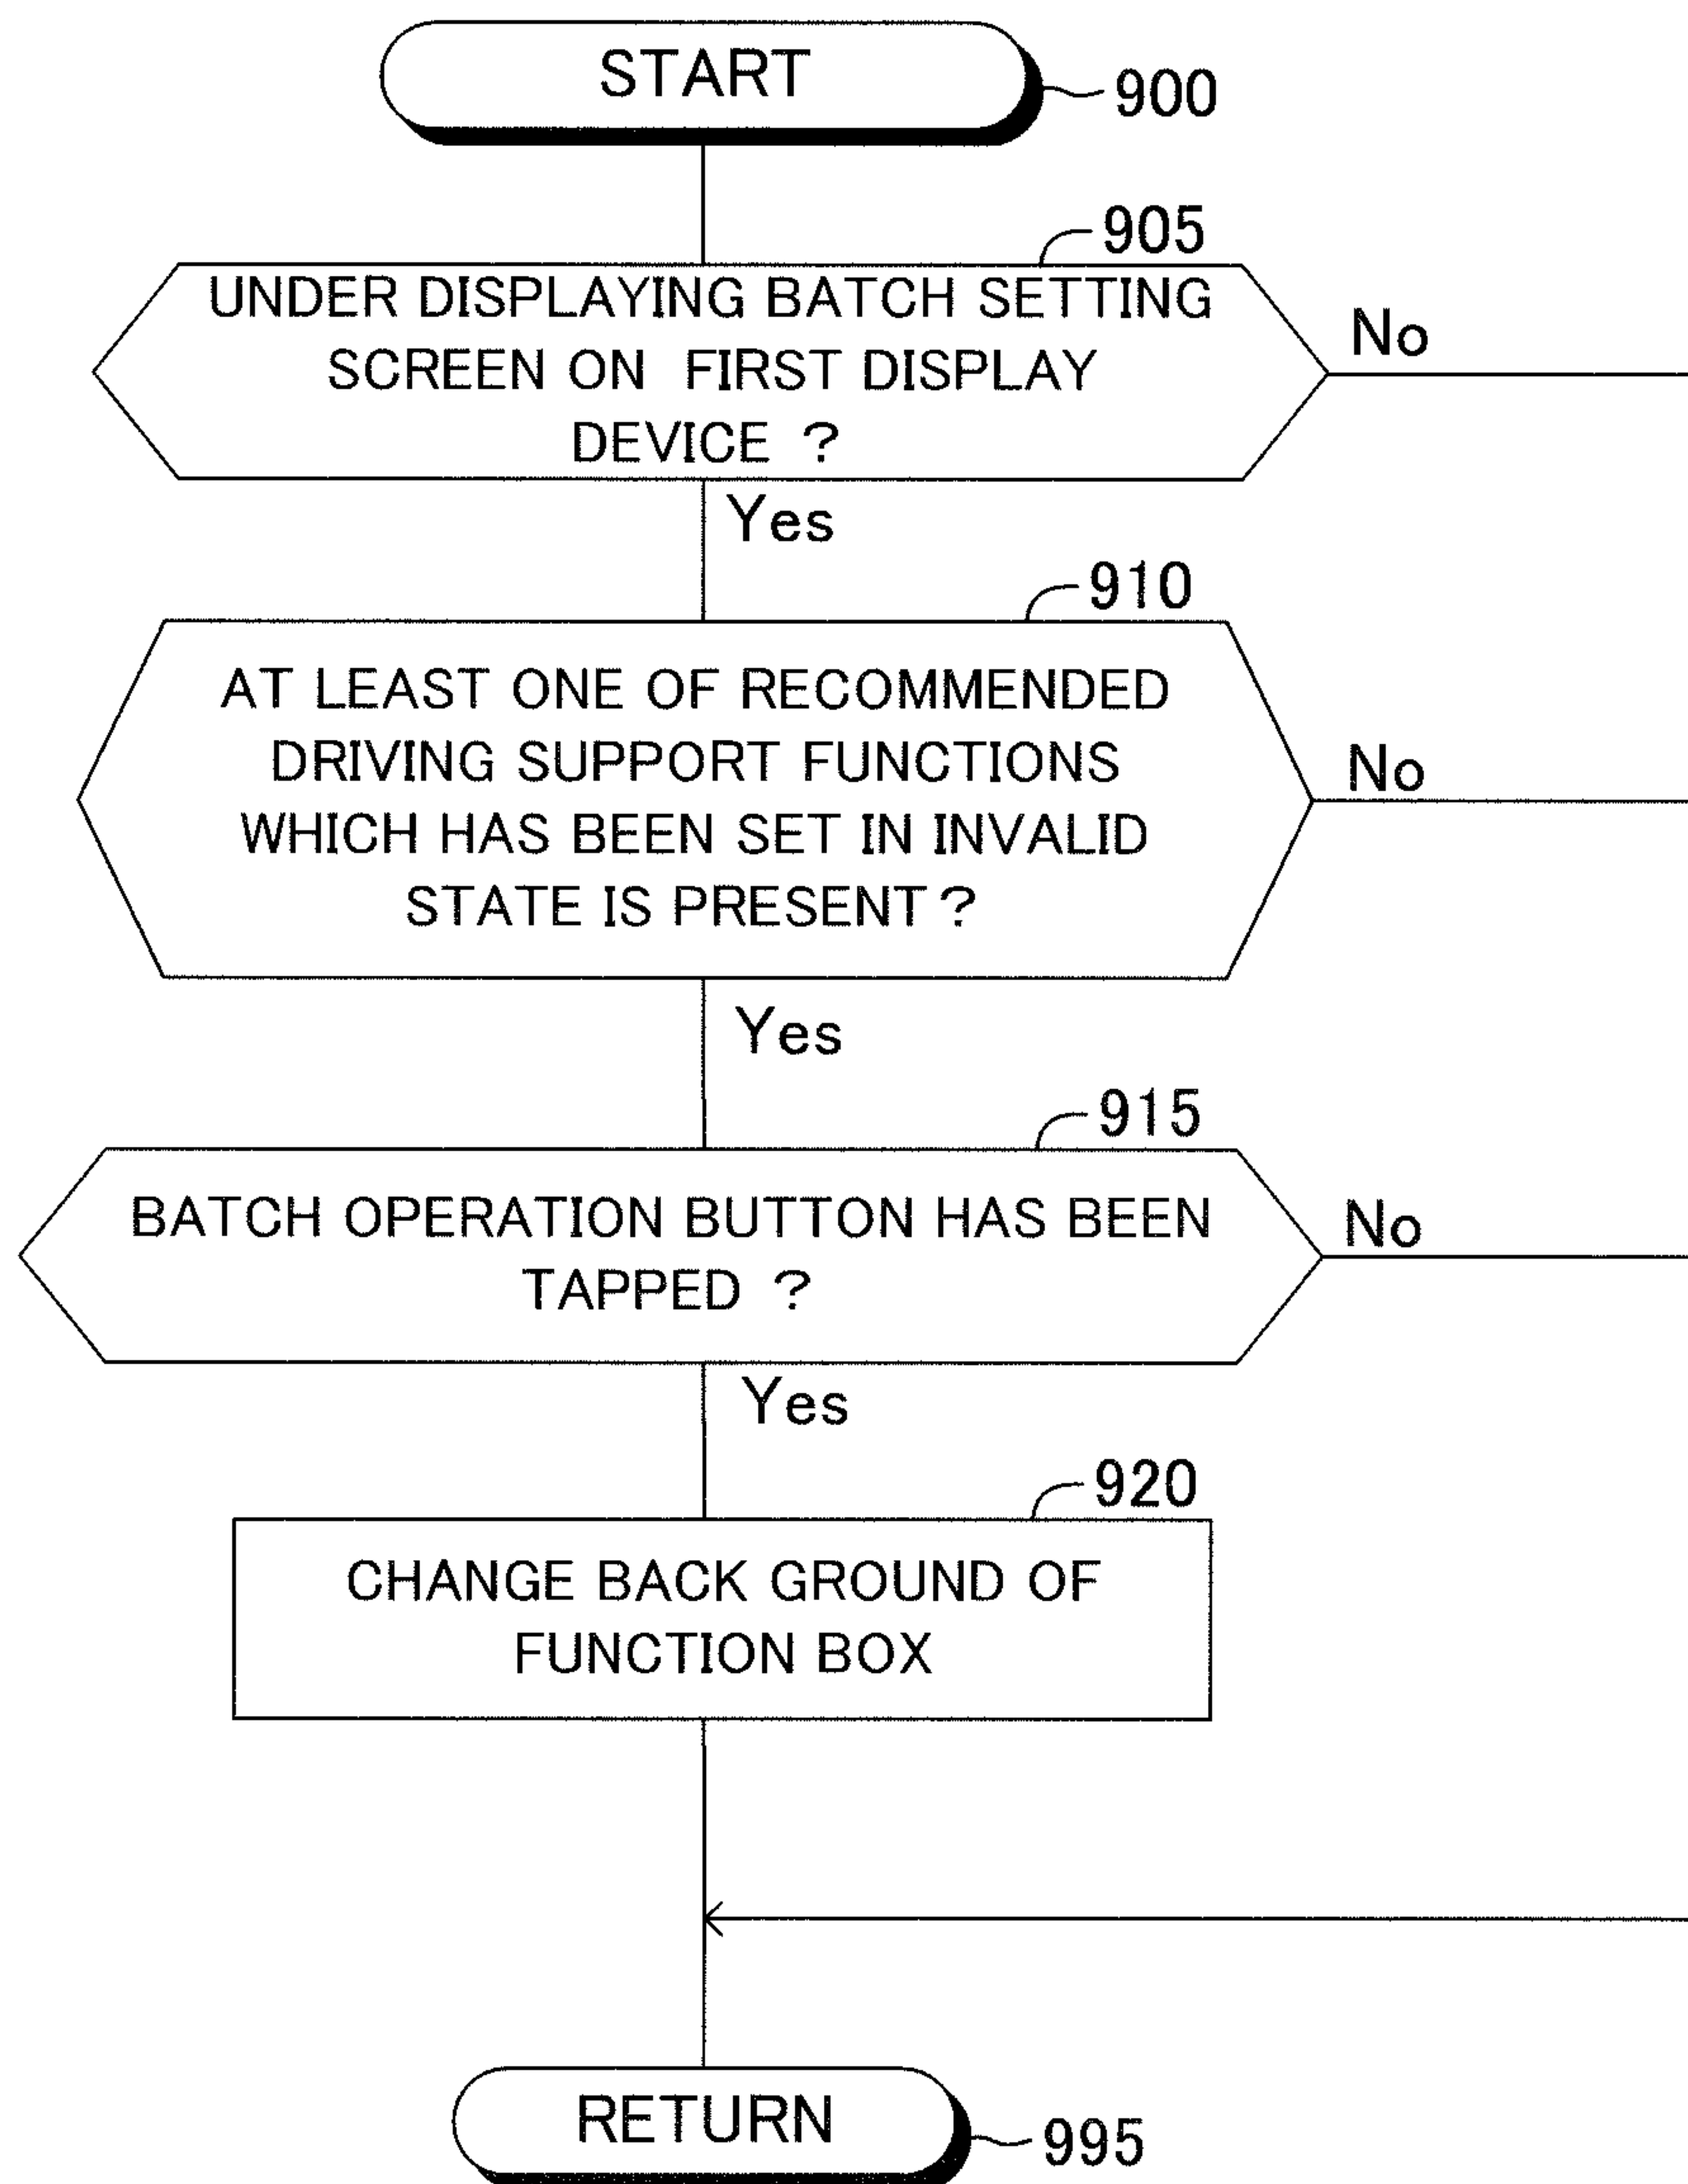 START
900
905
UNDER DISPLAYING BATCH SETTING
SCREEN ON FIRST DISPLAY
DEVICE ?
No
Yes
910
AT LEAST ONE OF RECOMMENDED
DRIVING SUPPORT FUNCTIONS
WHICH HAS BEEN SET IN INVALID
STATE IS PRESENT ?
No
Yes
915
BATCH OPERATION BUTTON HAS BEEN
TAPPED ?
No
Yes
920
CHANGE BACK GROUND OF
FUNCTION BOX
RETURN
995